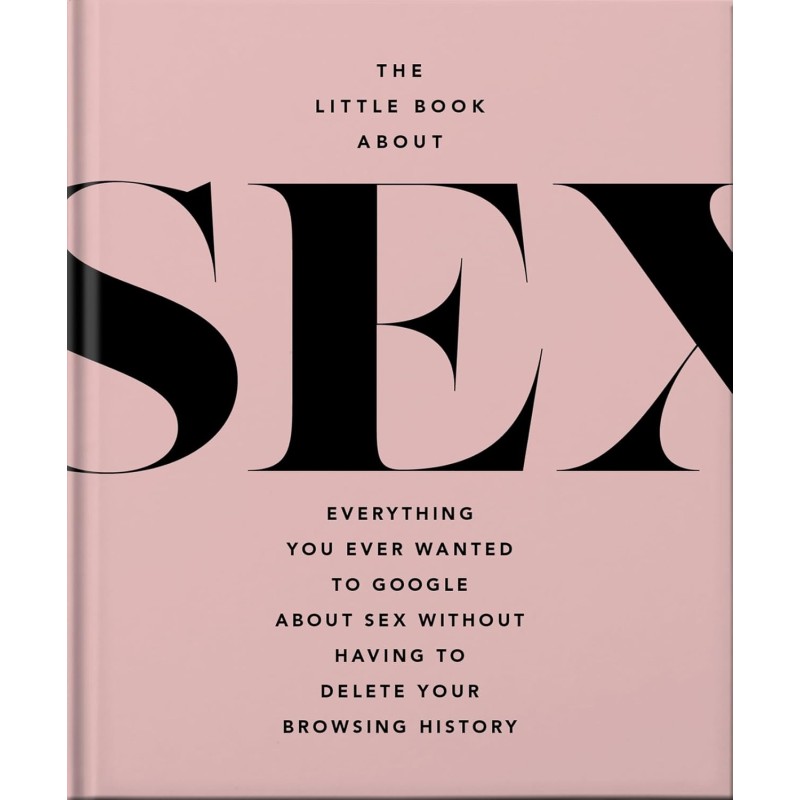 THE
LITTLE BOOK
ABOUT
SEX
EVERYTHING
YOU EVER WANTED
TO GOOGLE
ABOUT SEX WITHOUT
HAVING TO
DELETE YOUR
BROWSING HISTORY